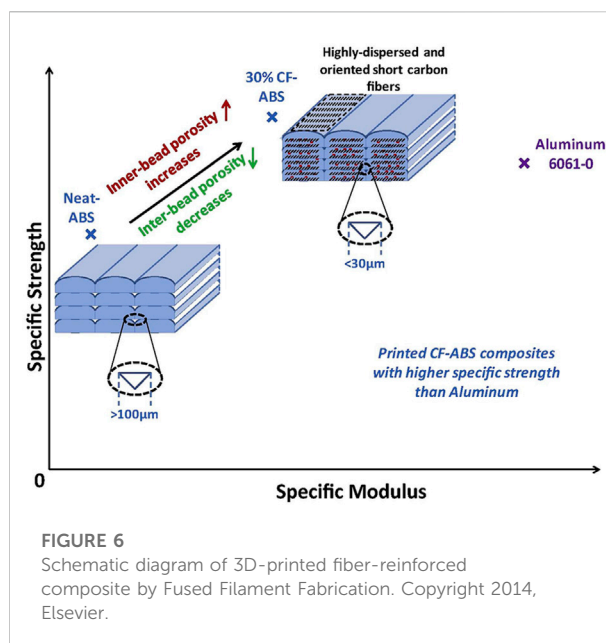 Highly-dispersed and
oriented short carbon
fibers
30% CF-
ABS
Inner-bead porosity
increases
Inter-bead porosity
decreases
Neat-
ABS
Aluminum
6061-0
<30µm
>100µm
Printed CF-ABS composites
with higher specific strength
than Aluminum
Specific Strength
0
Specific Modulus
FIGURE 6
Schematic diagram of 3D-printed fiber-reinforced
composite by Fused Filament Fabrication. Copyright 2014,
Elsevier.